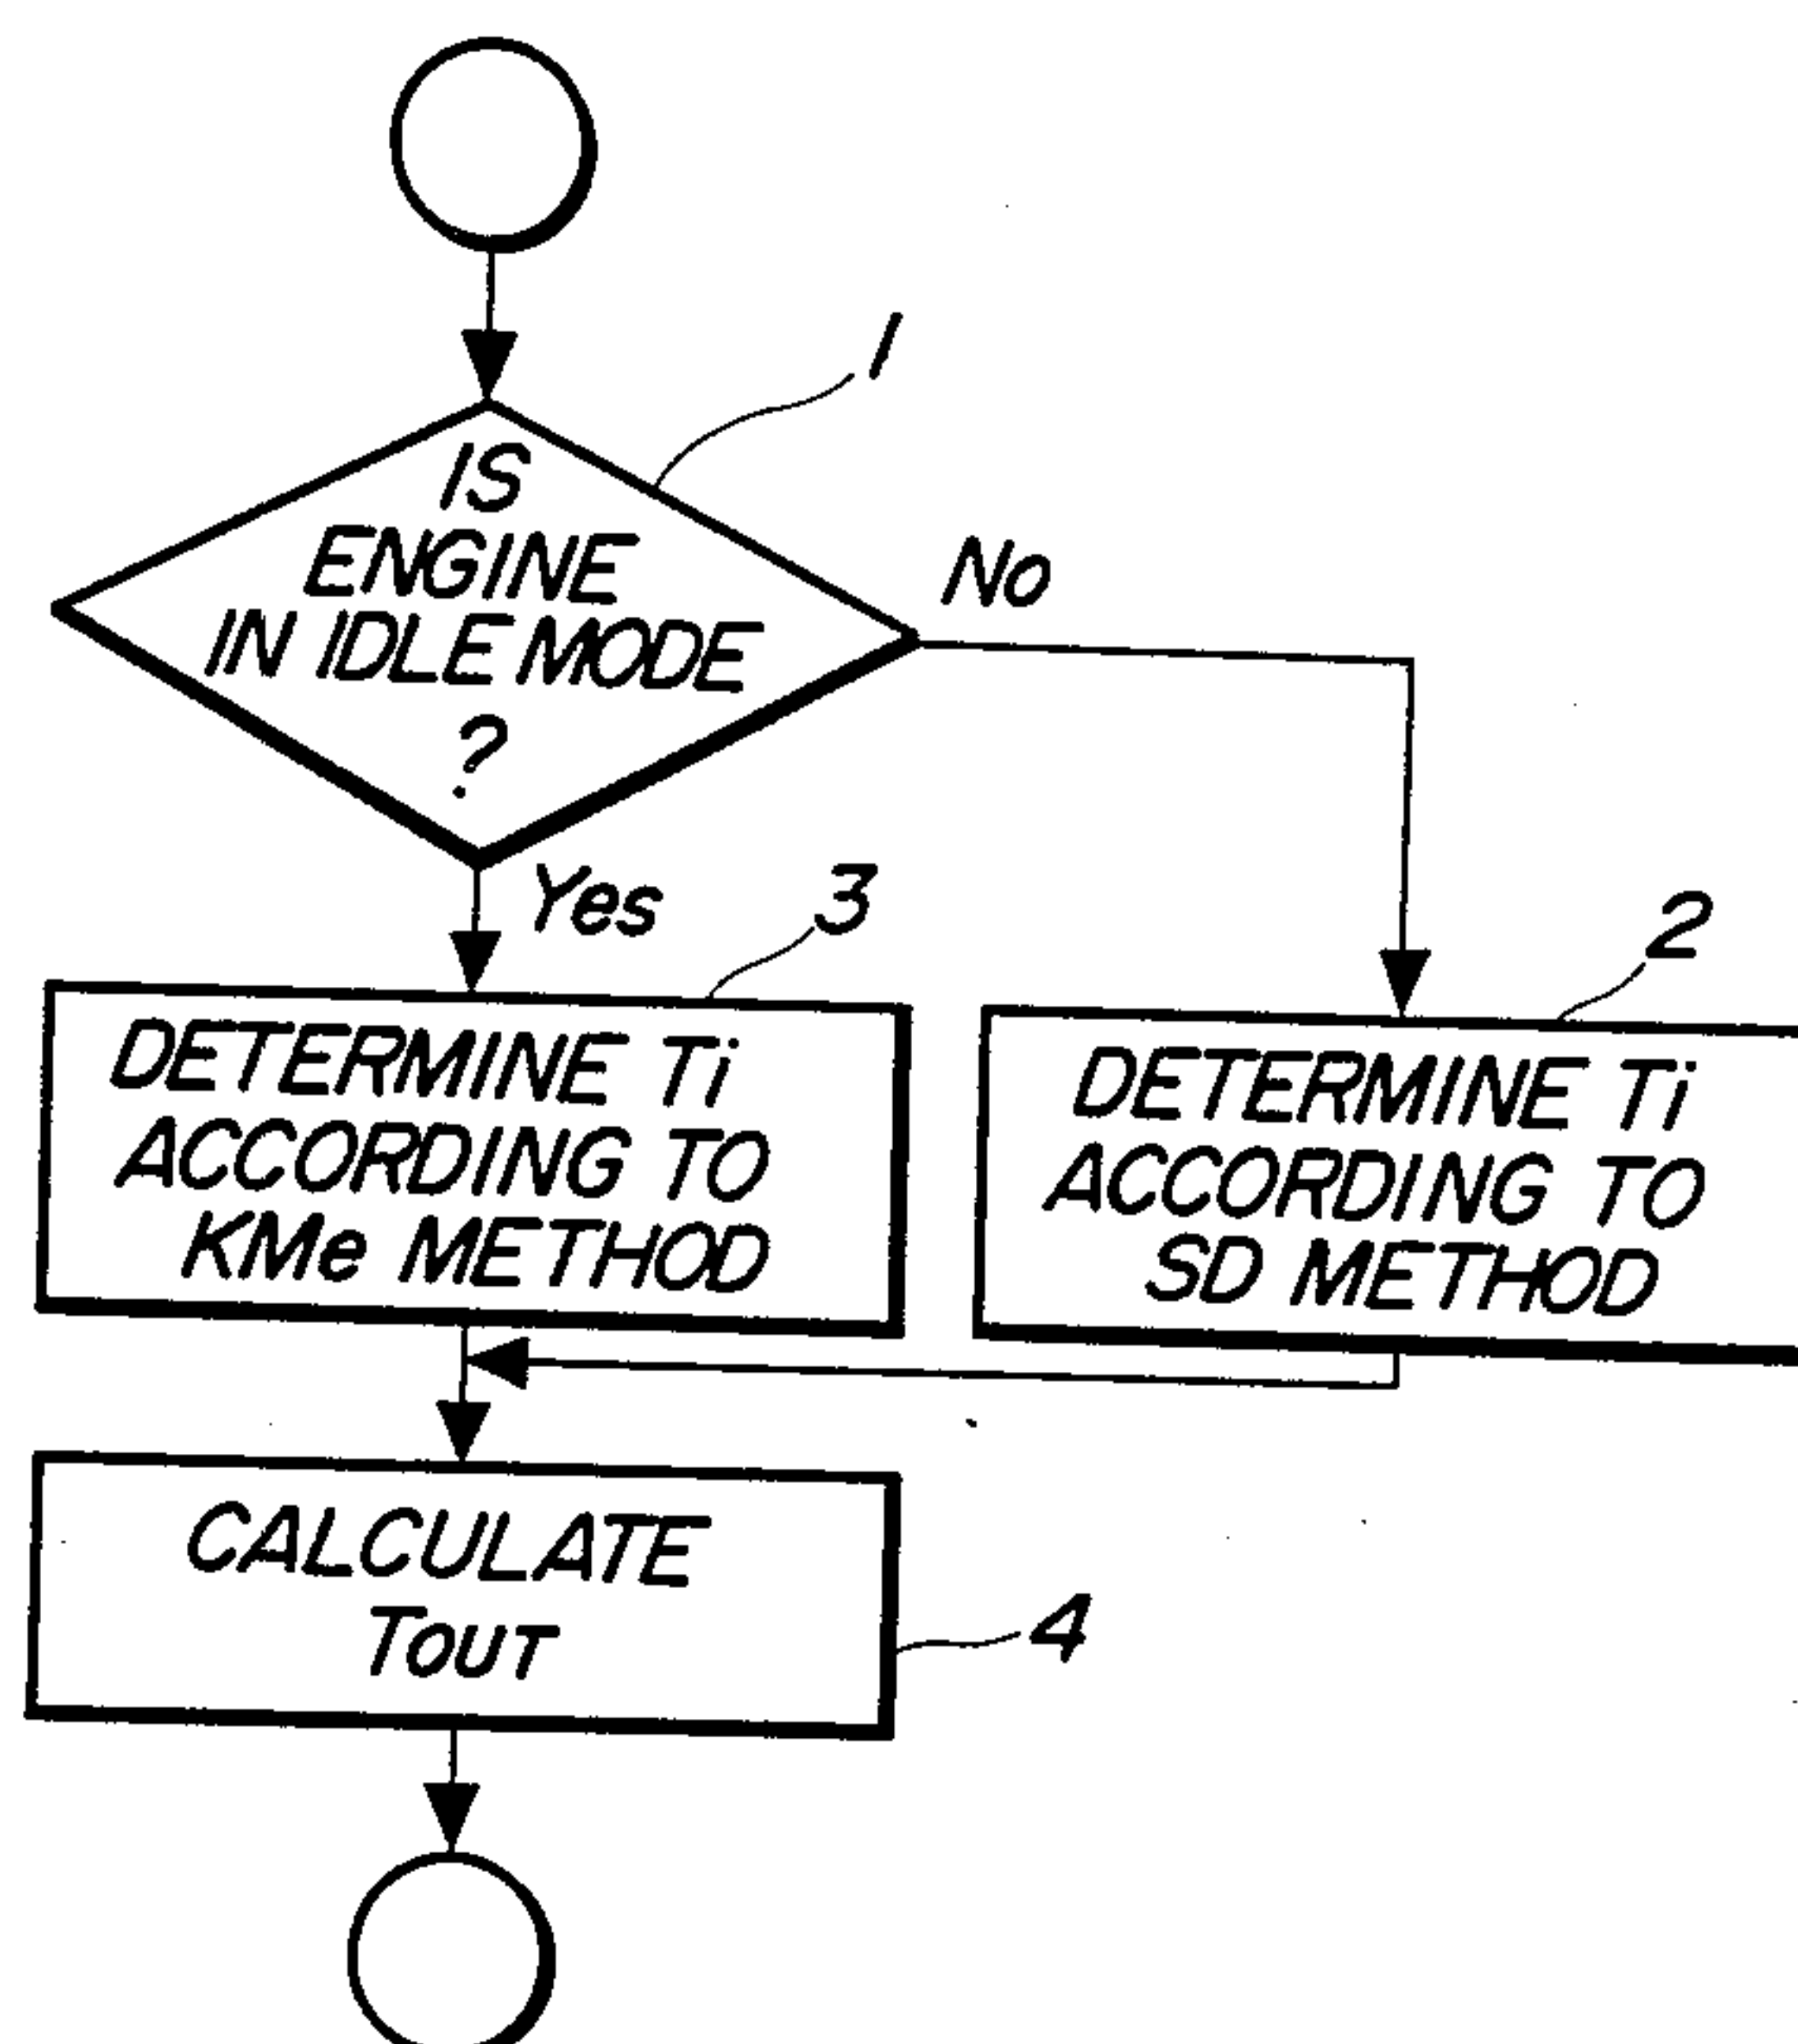 1
IS
ENGINE
IN IDLE MODE
?
No
Yes
3
2
DETERMINE Ti
ACCORDING TO
KMe METHOD
DETERMINE Ti
ACCORDING TO
SD METHOD
CALCULATE
TOUT
4